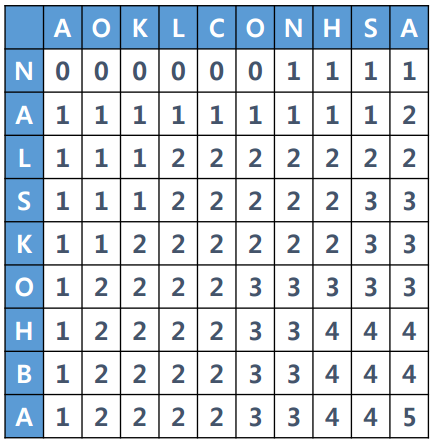 A O K L C O N H S A
N 0 0 0 0 0 0 1 1 1 1
A 1 1 1 1 1 1 1 1 1 2
L 1 1 1 2 2 2 2 2 2 2
S 1 1 1 2 2 2 2 2 3 3
K 1 1 2 2 2 2 2 2 3 3
O 1 2 2 2 2 3 3 3 3 3
H 1 2 2 2 2 3 3 4 4 4
B 1 2 2 2 2 3 3 4 4 4
A 1 2 2 2 2 3 3 4 4 5